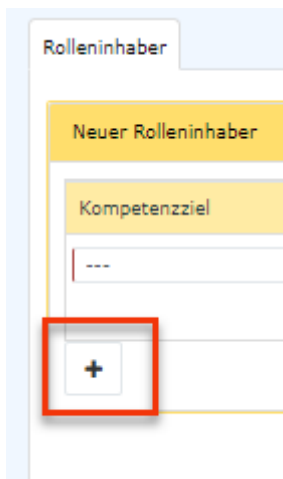 Rolleninhaber
Neuer Rolleninhaber
Kompetenzziel
---
+